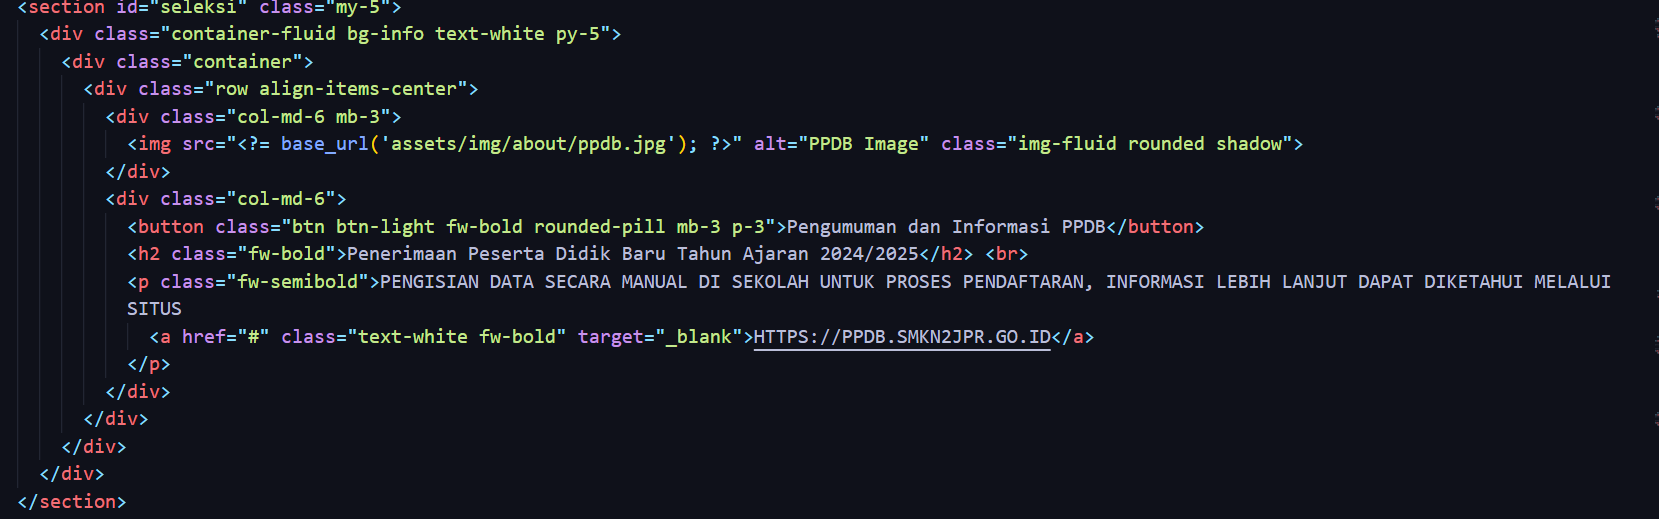 <section id="seleksi" class="my-5">
<div class="container-fluid bg-info text-white py-5">
<div class="container">
<div class="row align-items-center">
<div class="col-md-6 mb-3">
<img src="<?= base_url('assets/img/about/ppdb.jpg'); ?>" alt="PPDB Image" class="img-fluid rounded shadow">
</div>
<div class="col-md-6">
<button class="btn btn-light fw-bold rounded-pill mb-3 p-3">Pengumuman dan Informasi PPDB</button>
<h2 class="fw-bold">Penerimaan Peserta Didik Baru Tahun Ajaran 2024/2025</h2> <br>
<p class="fw-semibold">PENGISIAN DATA SECARA MANUAL DI SEKOLAH UNTUK PROSES PENDAFTARAN, INFORMASI LEBIH LANJUT DAPAT DIKETAHUI MELALUI
SITUS
<a href="#" class="text-white fw-bold" target="_blank">HTTPS://PPDB.SMKN2JPR.GO.ID</a>
</p>
</div>
</div>
</div>
</div>
</section>